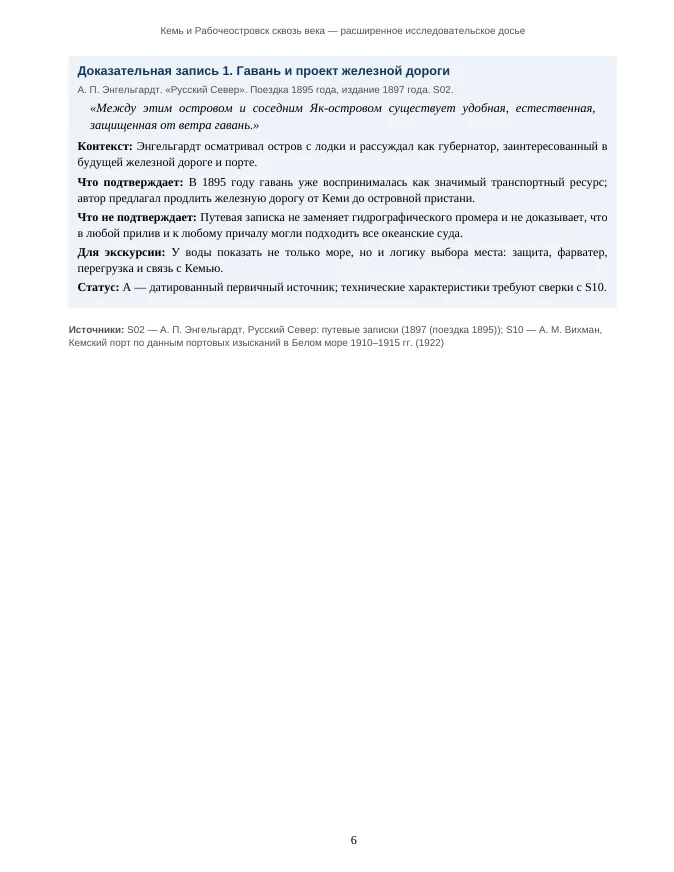 Кемь и Рабочеостровск сквозь века — расширенное исследовательское досье
Доказательная запись 1. Гавань и проект железной дороги
А. П. Энгельгардт. «Русский Север». Поездка 1895 года, издание 1897 года. S02.
«Между этим островом и соседним Як-островом существует удобная, естественная,
защищенная от ветра гавань.»
Контекст: Энгельгардт осматривал остров с лодки и рассуждал как губернатор, заинтересованный в
будущей железной дороге и порте.
Что подтверждает: В 1895 году гавань уже воспринималась как значимый транспортный ресурс;
автор предлагал продлить железную дорогу от Кеми до островной пристани.
Что не подтверждает: Путевая записка не заменяет гидрографического промера и не доказывает, что
в любой прилив и к любому причалу могли подходить все океанские суда.
Для экскурсии: У воды показать не только море, но и логику выбора места: защита, фарватер,
перегрузка и связь с Кемью.
Статус: А — датированный первичный источник; технические характеристики требуют сверки с S10.
Источники: S02 — А. П. Энгельгардт, Русский Север: путевые записки (1897 (поездка 1895)); S10 — А. М. Вихман,
Кемский порт по данным портовых изысканий в Белом море 1910–1915 гг. (1922)
6